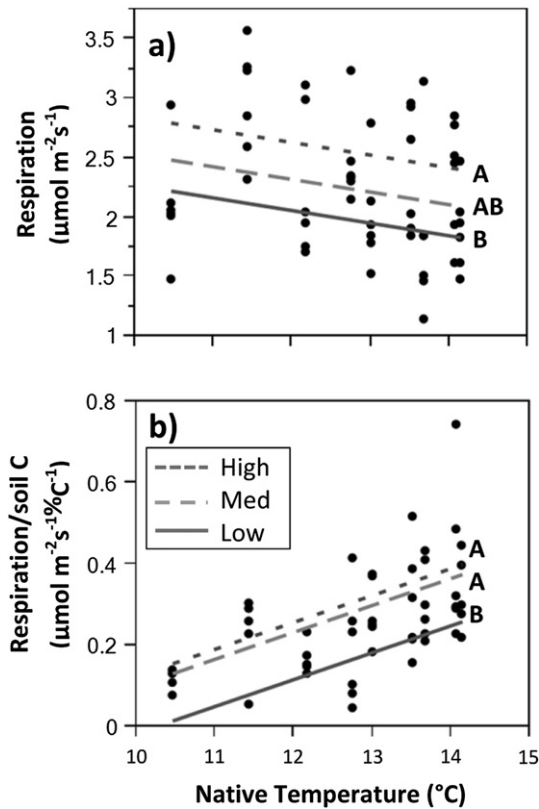 a)
Respiration
(µmol m⁻²s⁻¹)
3.5
3
2.5
2
1.5
1
A
AB
B
b)
Respiration/soil C
(µmol m⁻²s⁻¹%C⁻¹)
0.8
0.6
0.4
0.2
0
High
Med
Low
A
A
B
10 11 12 13 14 15
Native Temperature (°C)